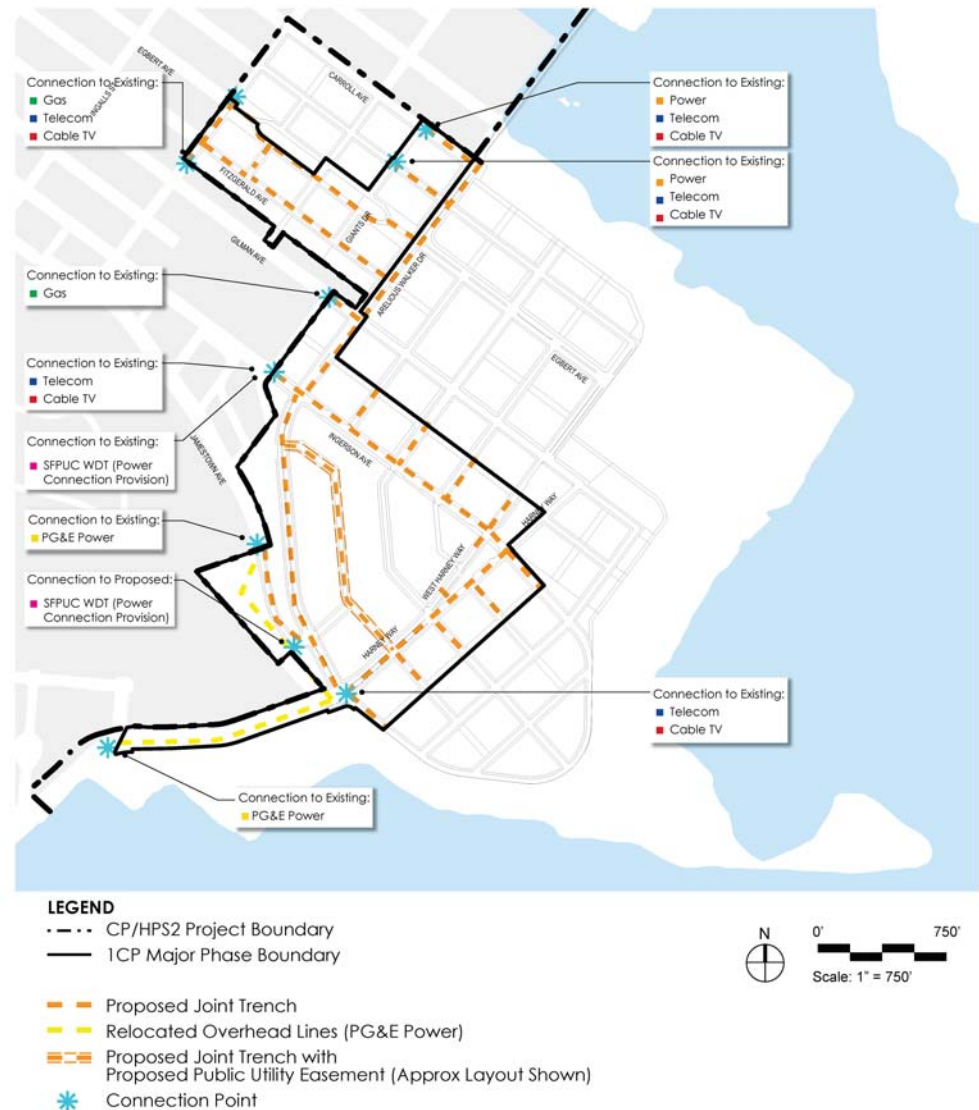 EGBERT AVE
INGALLS ST
CARROLL AVE
Connection to Existing:
Gas
Telecom
Cable TV
Connection to Existing:
Power
Telecom
Cable TV
Connection to Existing:
Power
Telecom
Cable TV
FITZGERALD AVE
GIANTS DR
GILMAN AVE
ARELIOUS WALKER DR
Connection to Existing:
Gas
EGBERT AVE
Connection to Existing:
Telecom
Cable TV
Connection to Existing:
SFPUC WDT (Power
Connection Provision)
JAMESTOWN AVE
INGERSON AVE
HARNEY WAY
Connection to Existing:
PG&E Power
WEST HARNEY WAY
Connection to Proposed:
SFPUC WDT (Power
Connection Provision)
HARNEY WAY
Connection to Existing:
Telecom
Cable TV
Connection to Existing:
PG&E Power
LEGEND
CP/HPS2 Project Boundary
1CP Major Phase Boundary
Proposed Joint Trench
Relocated Overhead Lines (PG&E Power)
Proposed Joint Trench with
Proposed Public Utility Easement (Approx Layout Shown)
Connection Point
N
0' 750'
Scale: 1" = 750'